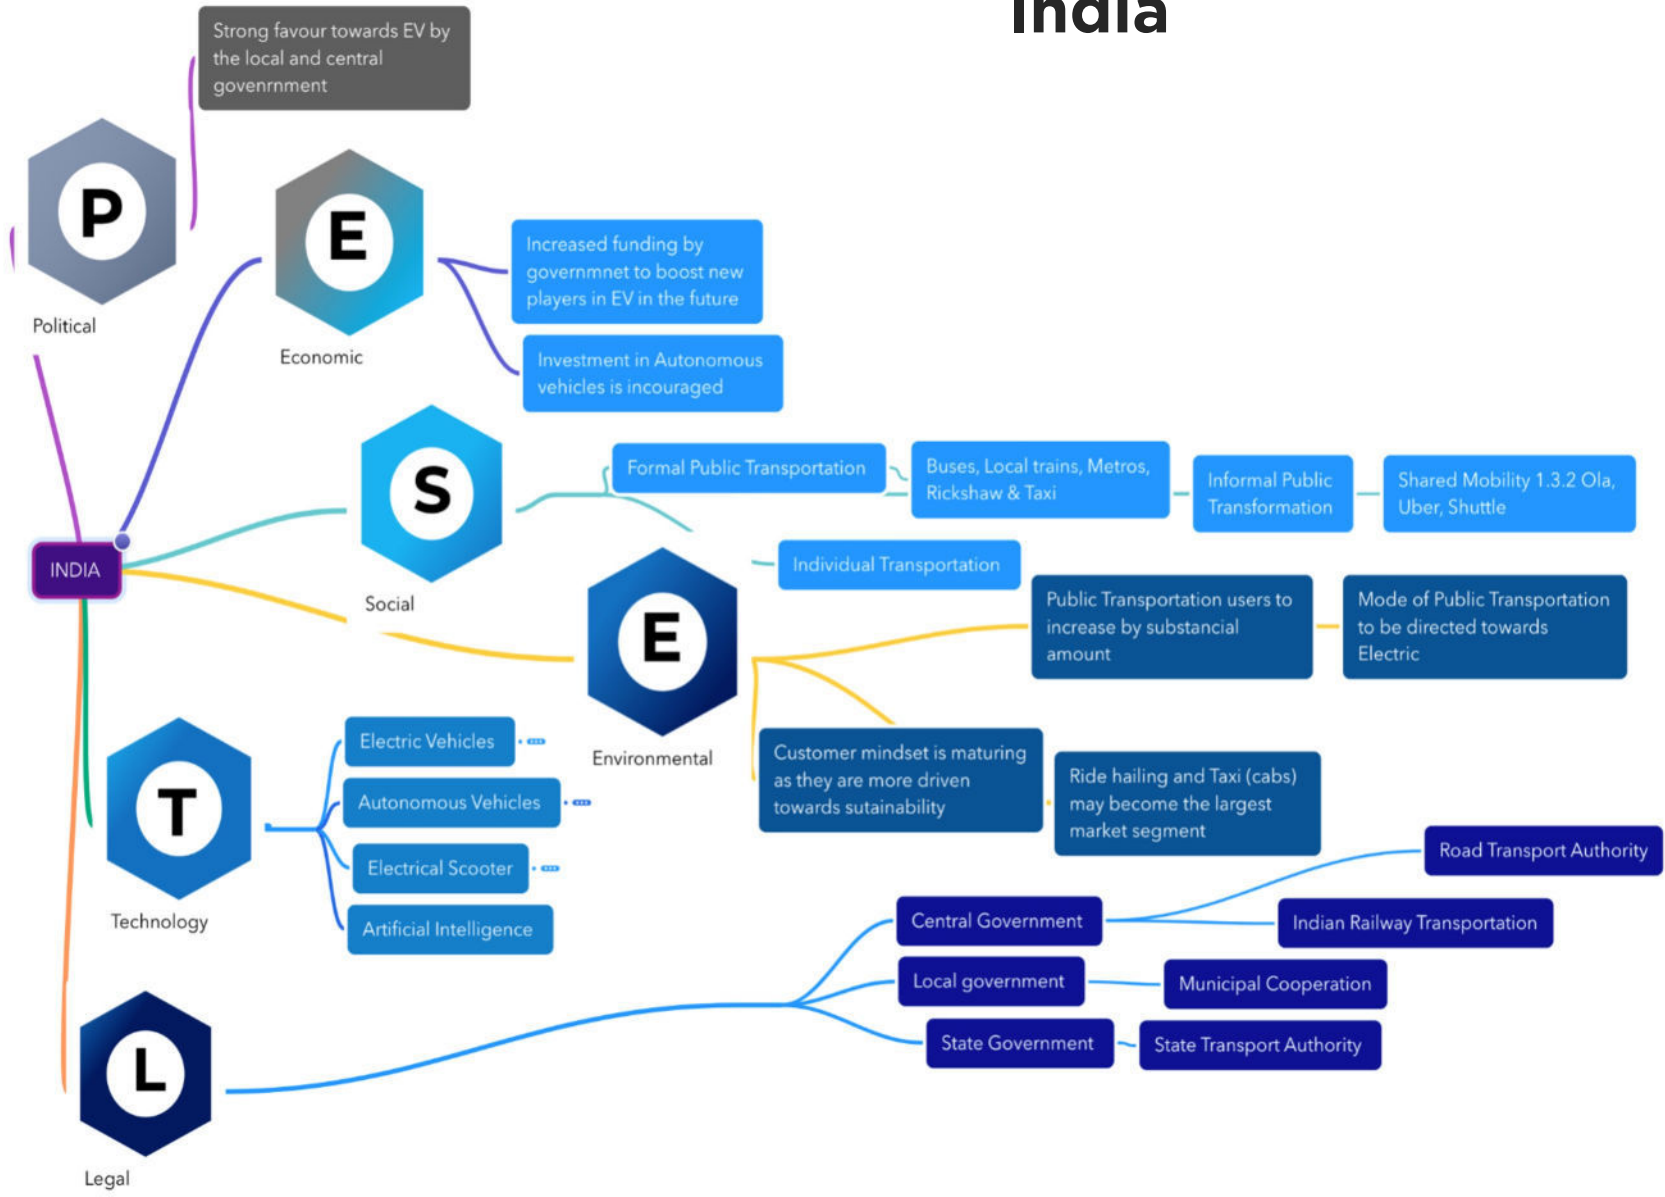 India
Strong favour towards EV by
the local and central
govenrnment
P
Political
E
Economic
Increased funding by
governmnet to boost new
players in EV in the future
Investment in Autonomous
vehicles is incouraged
S
Social
Formal Public Transportation
Buses, Local trains, Metros,
Rickshaw & Taxi
Informal Public
Transformation
Shared Mobility 1.3.2 Ola,
Uber, Shuttle
Individual Transportation
INDIA
E
Environmental
Public Transportation users to
increase by substancial
amount
Mode of Public Transportation
to be directed towards
Electric
Customer mindset is maturing
as they are more driven
towards sutainability
Ride hailing and Taxi (cabs)
may become the largest
market segment
T
Technology
Electric Vehicles
Autonomous Vehicles
Electrical Scooter
Artificial Intelligence
L
Legal
Central Government
Road Transport Authority
Indian Railway Transportation
Local government
Municipal Cooperation
State Government
State Transport Authority